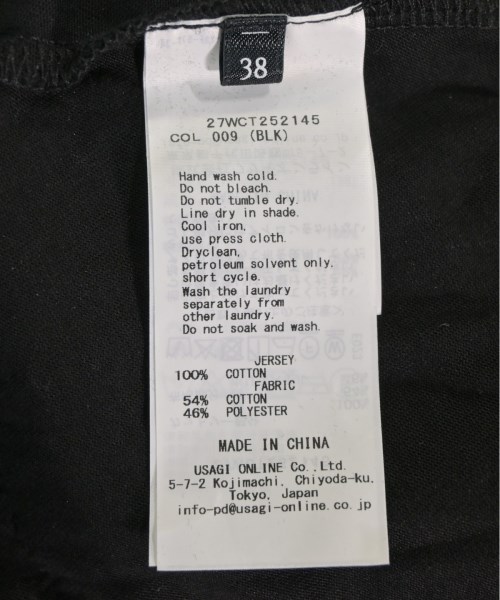 38
27WCT252145
COL 009 (BLK)
Hand wash cold.
Do not bleach.
Do not tumble dry.
Line dry in shade.
Cool iron,
use press cloth.
Dryclean,
petroleum solvent only.
short cycle.
Wash the laundry
separately from
other laundry.
Do not soak and wash.
JERSEY
100% COTTON
FABRIC
54% COTTON
46% POLYESTER
MADE IN CHINA
USAGI ONLINE Co.,Ltd.
5-7-2 Kojimachi, Chiyoda-ku,
Tokyo, Japan
info-pd@usagi-online.co.jp